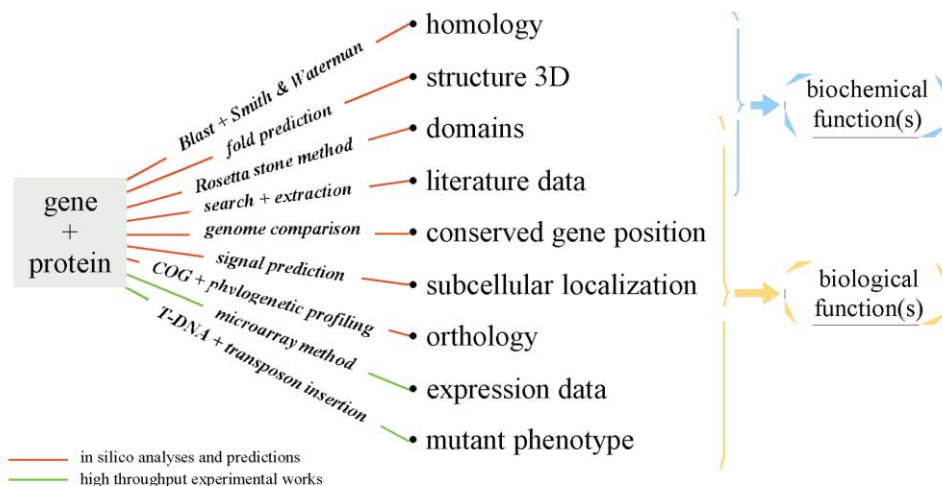 Blast + Smith & Waterman
homology
fold prediction
structure 3D
Rosetta stone method
domains
search + extraction
literature data
genome comparison
conserved gene position
signal prediction
subcellular localization
COG + phylogenetic profiling
orthology
microarray method
expression data
T-DNA + transposon insertion
mutant phenotype
gene
+
protein
biochemical
function(s)
biological
function(s)
in silico analyses and predictions
high throughput experimental works